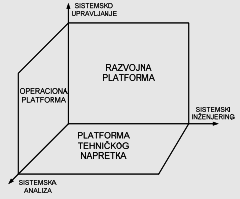 SISTEMSKO
UPRAVLJANJE
RAZVOJNA
PLATFORMA
OPERACIONA
PLATFORMA
SISTEMSKI
INŽENJERING
PLATFORMA
TEHNIČKOG
NAPRETKA
SISTEMSKA
ANALIZA